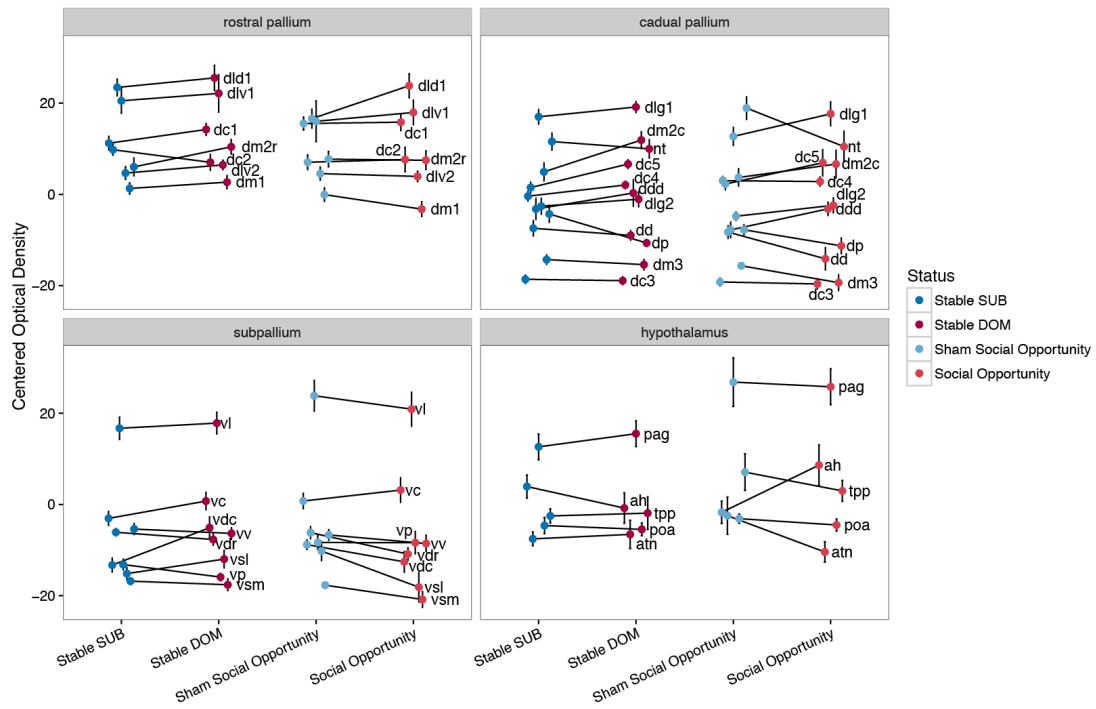 rostral pallium
cadual pallium
Centered Optical Density
20
0
−20
dld1
dlv1
dc1
dm2r
dc2
dlv2
dm1
dld1
dlv1
dc1
dc2
dm2r
dlv2
dm1
dlg1
dm2c
nt
dc5
dc4
ddd
dlg2
dd
dp
dm3
dc3
dlg1
nt
dc5
dm2c
dc4
dlg2
ddd
dp
dd
dm3
dc3
subpallium
hypothalamus
20
0
−20
vl
vc
vdc
vv
vdr
vsl
vp
vsm
vl
vc
vp
vv
vdr
vdc
vsl
vsm
pag
ah
tpp
poa
atn
pag
ah
tpp
poa
atn
Stable SUB
Stable DOM
Sham Social Opportunity
Social Opportunity
Stable SUB
Stable DOM
Sham Social Opportunity
Social Opportunity
Status
Stable SUB
Stable DOM
Sham Social Opportunity
Social Opportunity